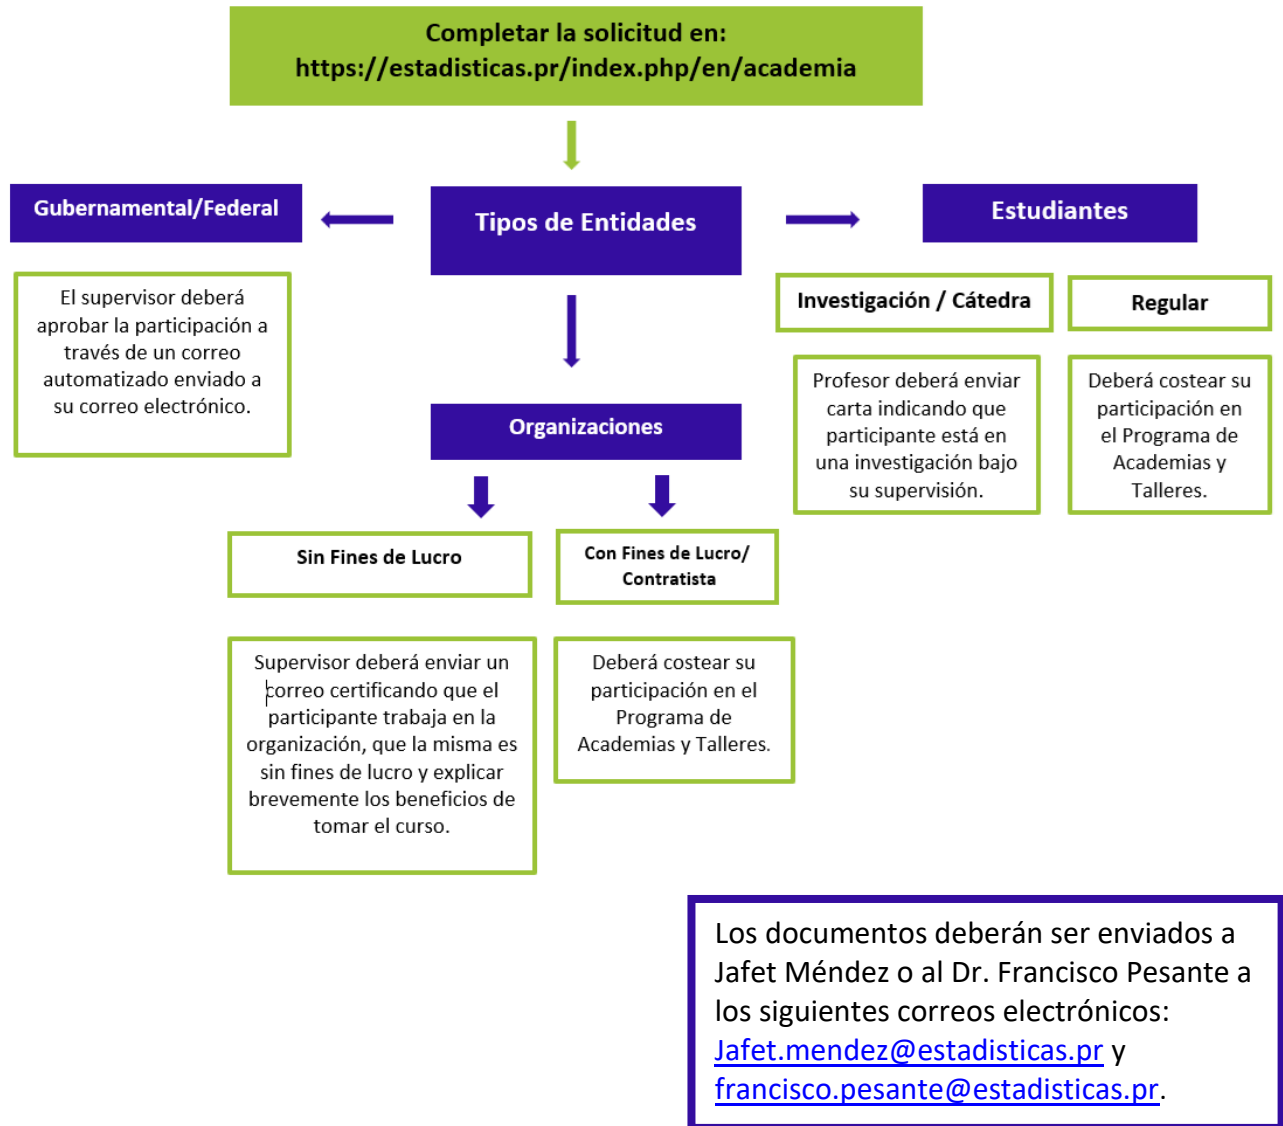 Completar la solicitud en:
https://estadisticas.pr/index.php/en/academia
Gubernamental/Federal
Tipos de Entidades
Estudiantes
El supervisor deberá
aprobar la participación a
través de un correo
automatizado enviado a
su correo electrónico.
Investigación / Cátedra
Regular
Profesor deberá enviar
carta indicando que
participante está en
una investigación bajo
su supervisión.
Deberá costear su
participación en
el Programa de
Academias y
Talleres.
Organizaciones
Sin Fines de Lucro
Con Fines de Lucro/
Contratista
Supervisor deberá enviar un
correo certificando que el
participante trabaja en la
organización, que la misma es
sin fines de lucro y explicar
brevemente los beneficios de
tomar el curso.
Deberá costear su
participación en el
Programa de
Academias y Talleres.
Los documentos deberán ser enviados a
Jafet Méndez o al Dr. Francisco Pesante a
los siguientes correos electrónicos:
Jafet.mendez@estadisticas.pr y
francisco.pesante@estadisticas.pr.